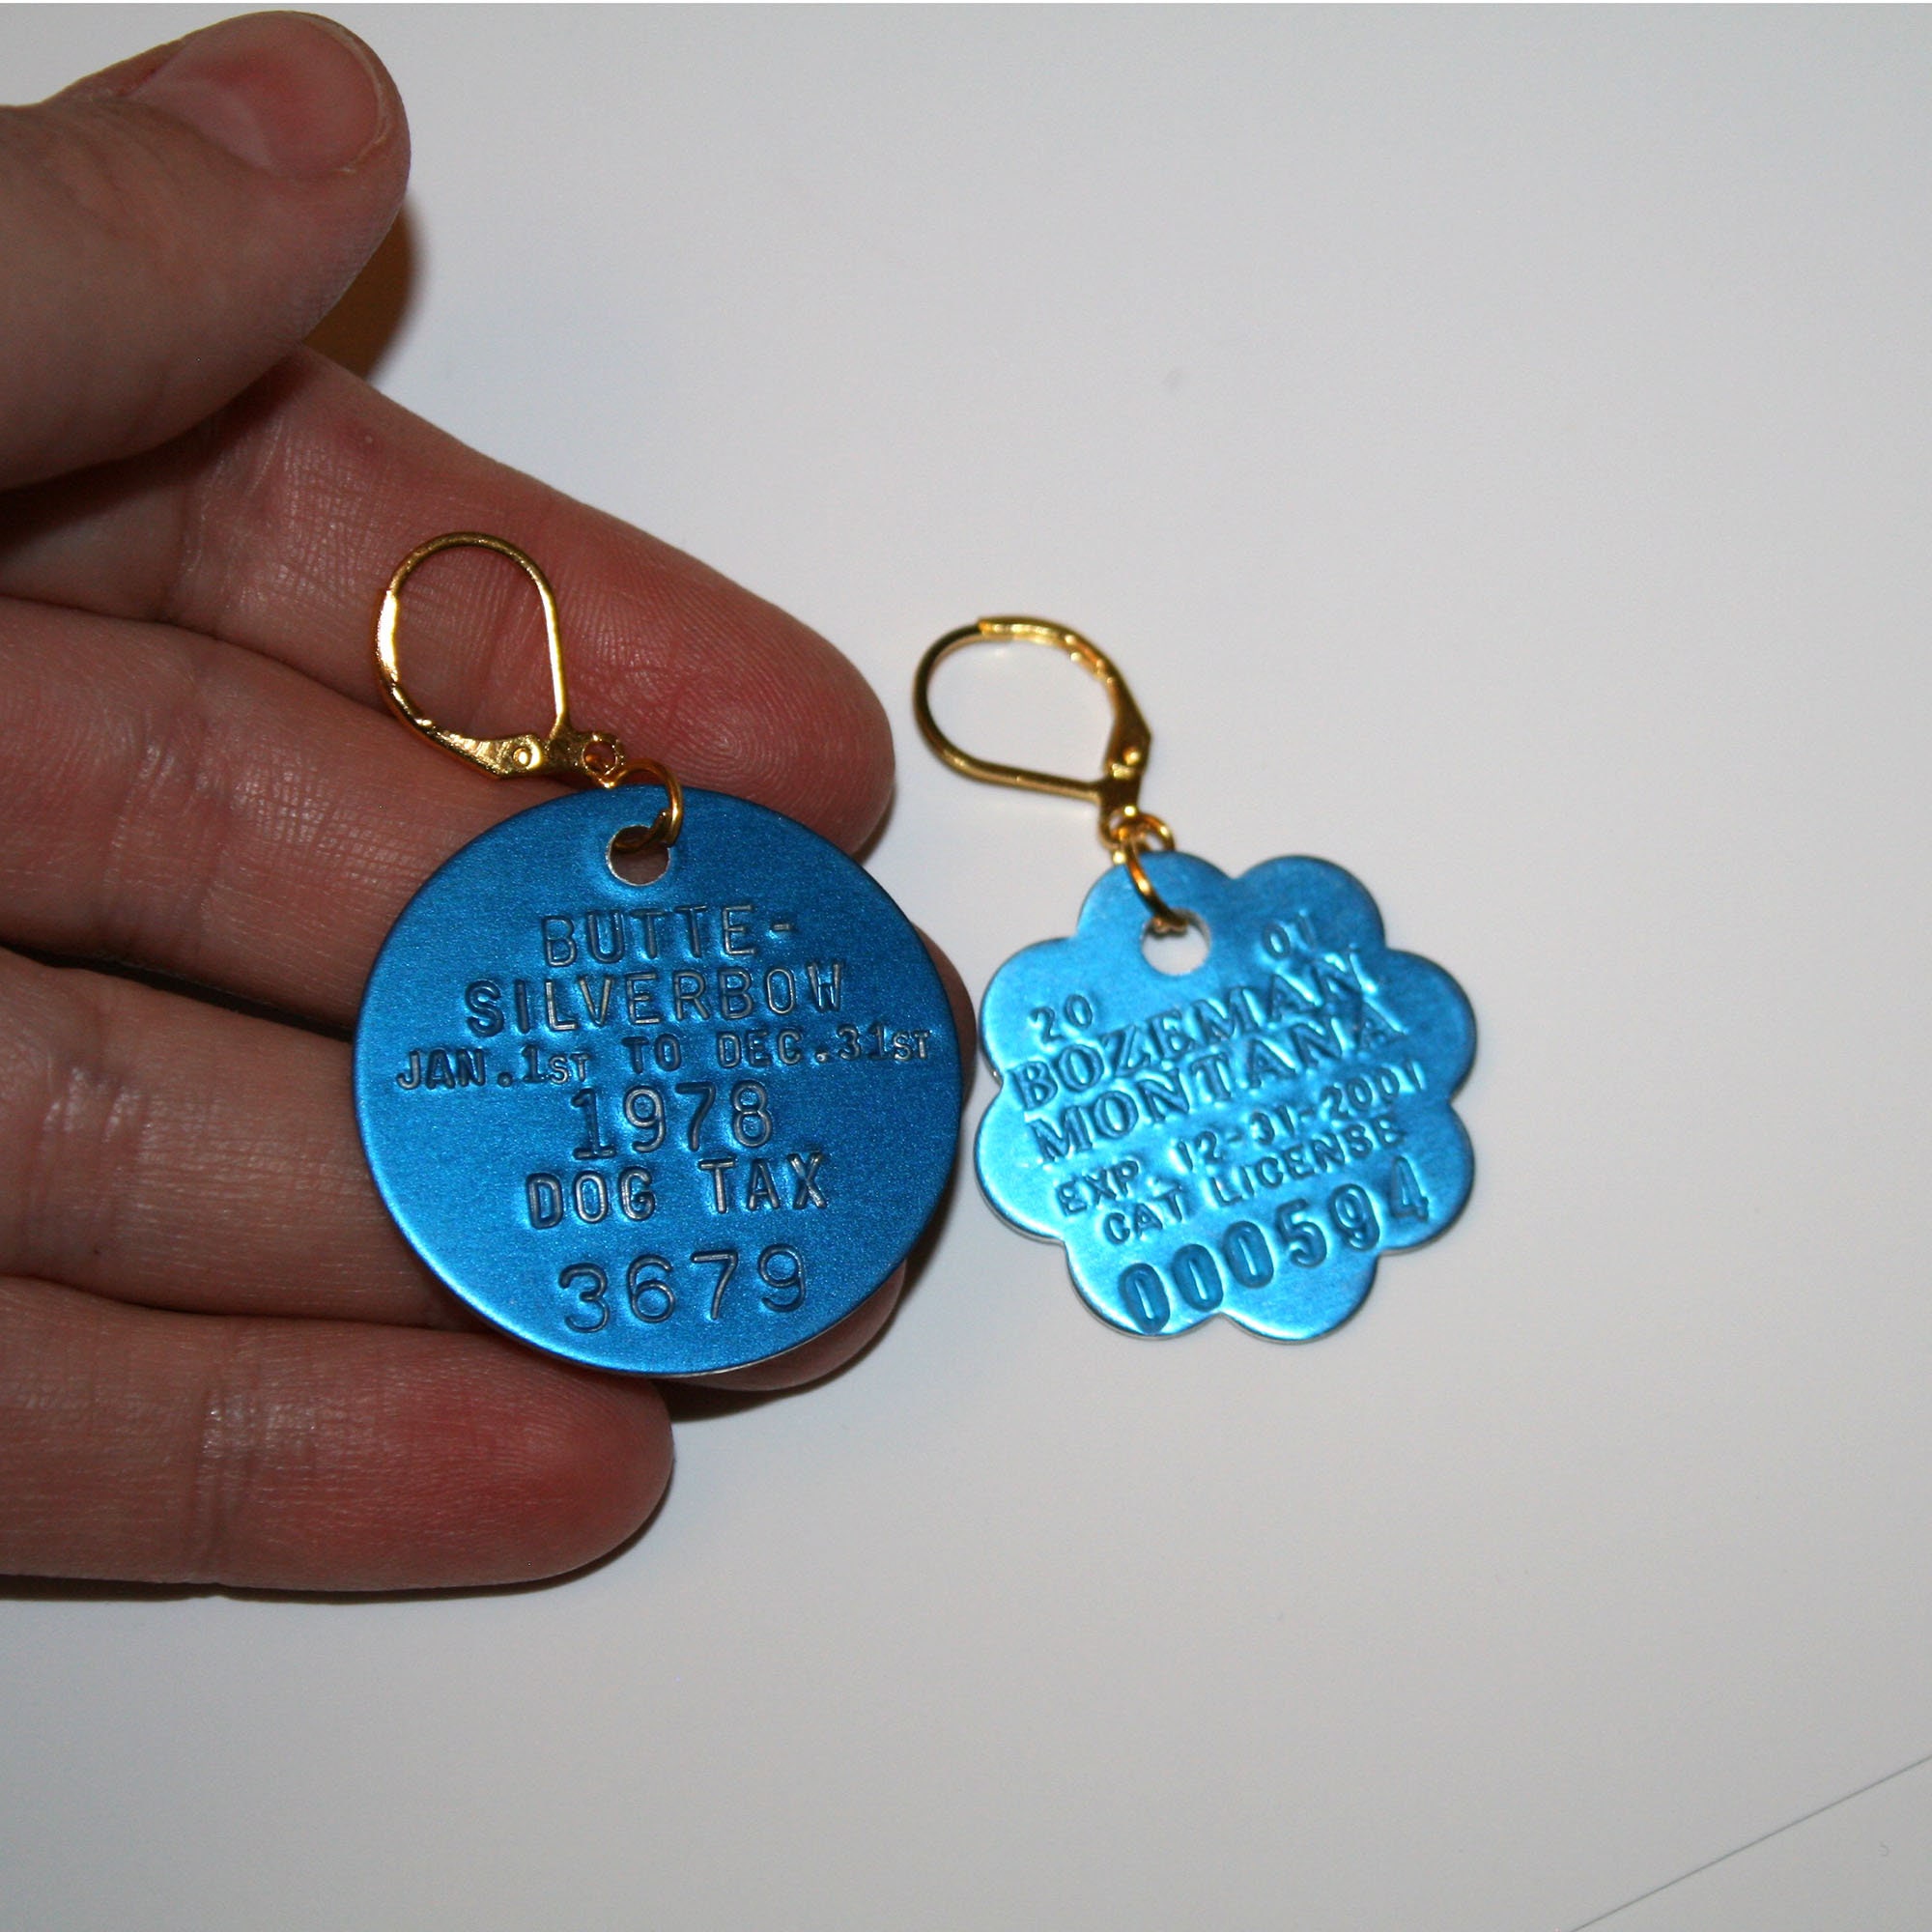 BUTTE-
SILVERBOW
JAN.1ST TO DEC.31ST
1978
DOG TAX
3679
20 01
BOZEMAN
MONTANA
EXP. 12-31-2001
CAT LICENSE
000594